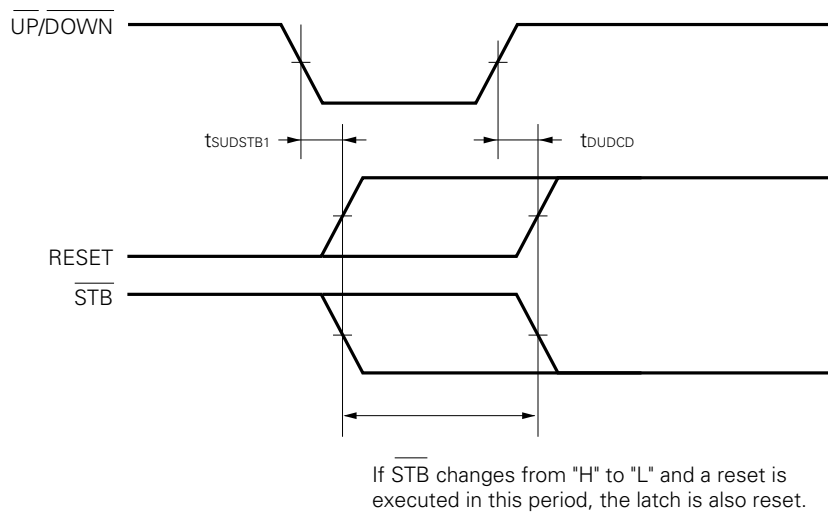 UP/DOWN
tSUDSTB1
tDUDCD
RESET
STB
If STB changes from "H" to "L" and a reset is
executed in this period, the latch is also reset.